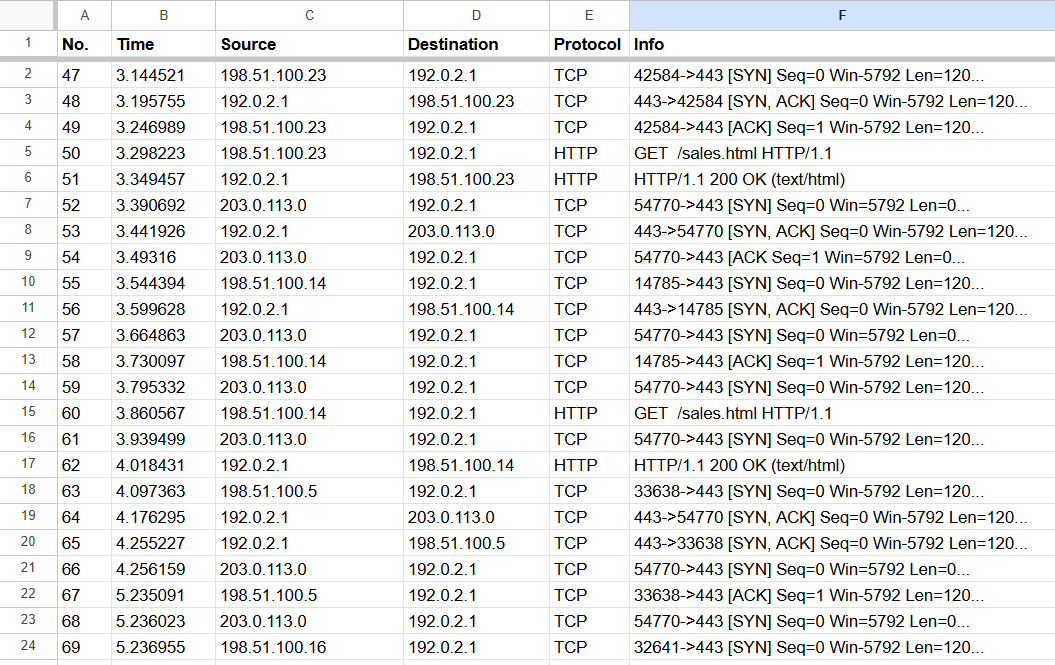 A B C D E F
1 No. Time Source Destination Protocol Info
2 47 3.144521 198.51.100.23 192.0.2.1 TCP 42584->443 [SYN] Seq=0 Win-5792 Len=120...
3 48 3.195755 192.0.2.1 198.51.100.23 TCP 443->42584 [SYN, ACK] Seq=0 Win-5792 Len=120...
4 49 3.246989 198.51.100.23 192.0.2.1 TCP 42584->443 [ACK] Seq=1 Win-5792 Len=120...
5 50 3.298223 198.51.100.23 192.0.2.1 HTTP GET  /sales.html HTTP/1.1
6 51 3.349457 192.0.2.1 198.51.100.23 HTTP HTTP/1.1 200 OK (text/html)
7 52 3.390692 203.0.113.0 192.0.2.1 TCP 54770->443 [SYN] Seq=0 Win=5792 Len=0...
8 53 3.441926 192.0.2.1 203.0.113.0 TCP 443->54770 [SYN, ACK] Seq=0 Win-5792 Len=120...
9 54 3.49316 203.0.113.0 192.0.2.1 TCP 54770->443 [ACK Seq=1 Win=5792 Len=0...
10 55 3.544394 198.51.100.14 192.0.2.1 TCP 14785->443 [SYN] Seq=0 Win-5792 Len=120...
11 56 3.599628 192.0.2.1 198.51.100.14 TCP 443->14785 [SYN, ACK] Seq=0 Win-5792 Len=120...
12 57 3.664863 203.0.113.0 192.0.2.1 TCP 54770->443 [SYN] Seq=0 Win=5792 Len=0...
13 58 3.730097 198.51.100.14 192.0.2.1 TCP 14785->443 [ACK] Seq=1 Win-5792 Len=120...
14 59 3.795332 203.0.113.0 192.0.2.1 TCP 54770->443 [SYN] Seq=0 Win-5792 Len=120...
15 60 3.860567 198.51.100.14 192.0.2.1 HTTP GET  /sales.html HTTP/1.1
16 61 3.939499 203.0.113.0 192.0.2.1 TCP 54770->443 [SYN] Seq=0 Win-5792 Len=120...
17 62 4.018431 192.0.2.1 198.51.100.14 HTTP HTTP/1.1 200 OK (text/html)
18 63 4.097363 198.51.100.5 192.0.2.1 TCP 33638->443 [SYN] Seq=0 Win-5792 Len=120...
19 64 4.176295 192.0.2.1 203.0.113.0 TCP 443->54770 [SYN, ACK] Seq=0 Win-5792 Len=120...
20 65 4.255227 192.0.2.1 198.51.100.5 TCP 443->33638 [SYN, ACK] Seq=0 Win-5792 Len=120...
21 66 4.256159 203.0.113.0 192.0.2.1 TCP 54770->443 [SYN] Seq=0 Win=5792 Len=0...
22 67 5.235091 198.51.100.5 192.0.2.1 TCP 33638->443 [ACK] Seq=1 Win-5792 Len=120...
23 68 5.236023 203.0.113.0 192.0.2.1 TCP 54770->443 [SYN] Seq=0 Win=5792 Len=0...
24 69 5.236955 198.51.100.16 192.0.2.1 TCP 32641->443 [SYN] Seq=0 Win-5792 Len=120...